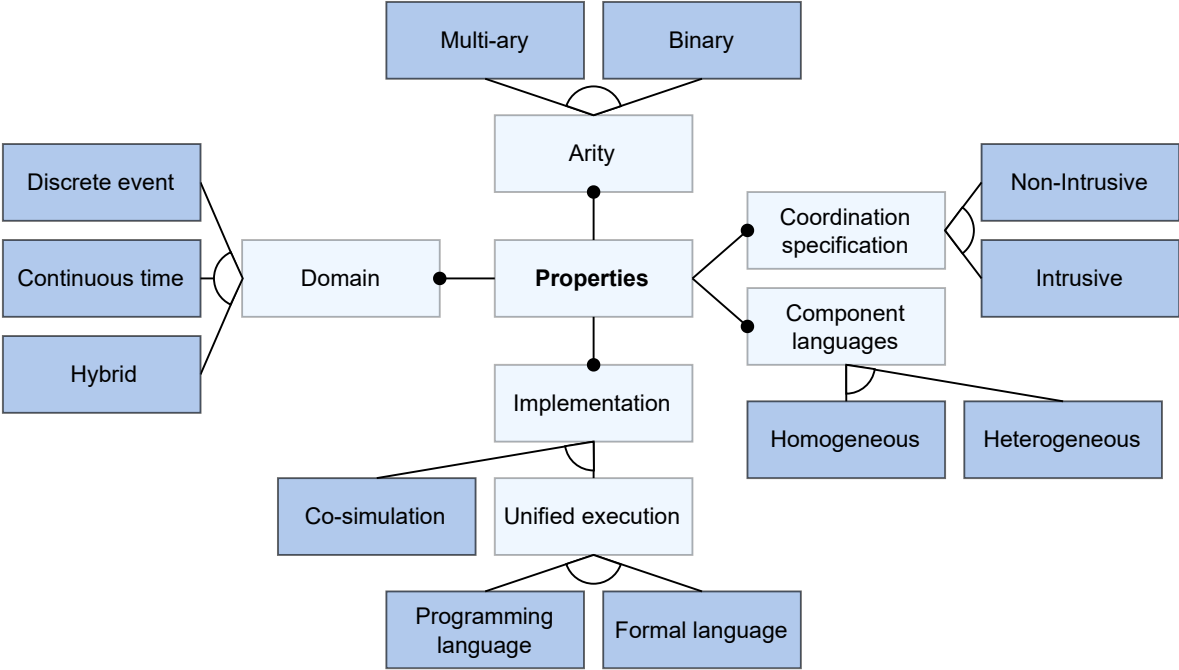 Multi-ary
Binary
Arity
Discrete event
Continuous time
Hybrid
Domain
Properties
Coordination
specification
Non-Intrusive
Intrusive
Component
languages
Homogeneous
Heterogeneous
Implementation
Co-simulation
Unified execution
Programming
language
Formal language